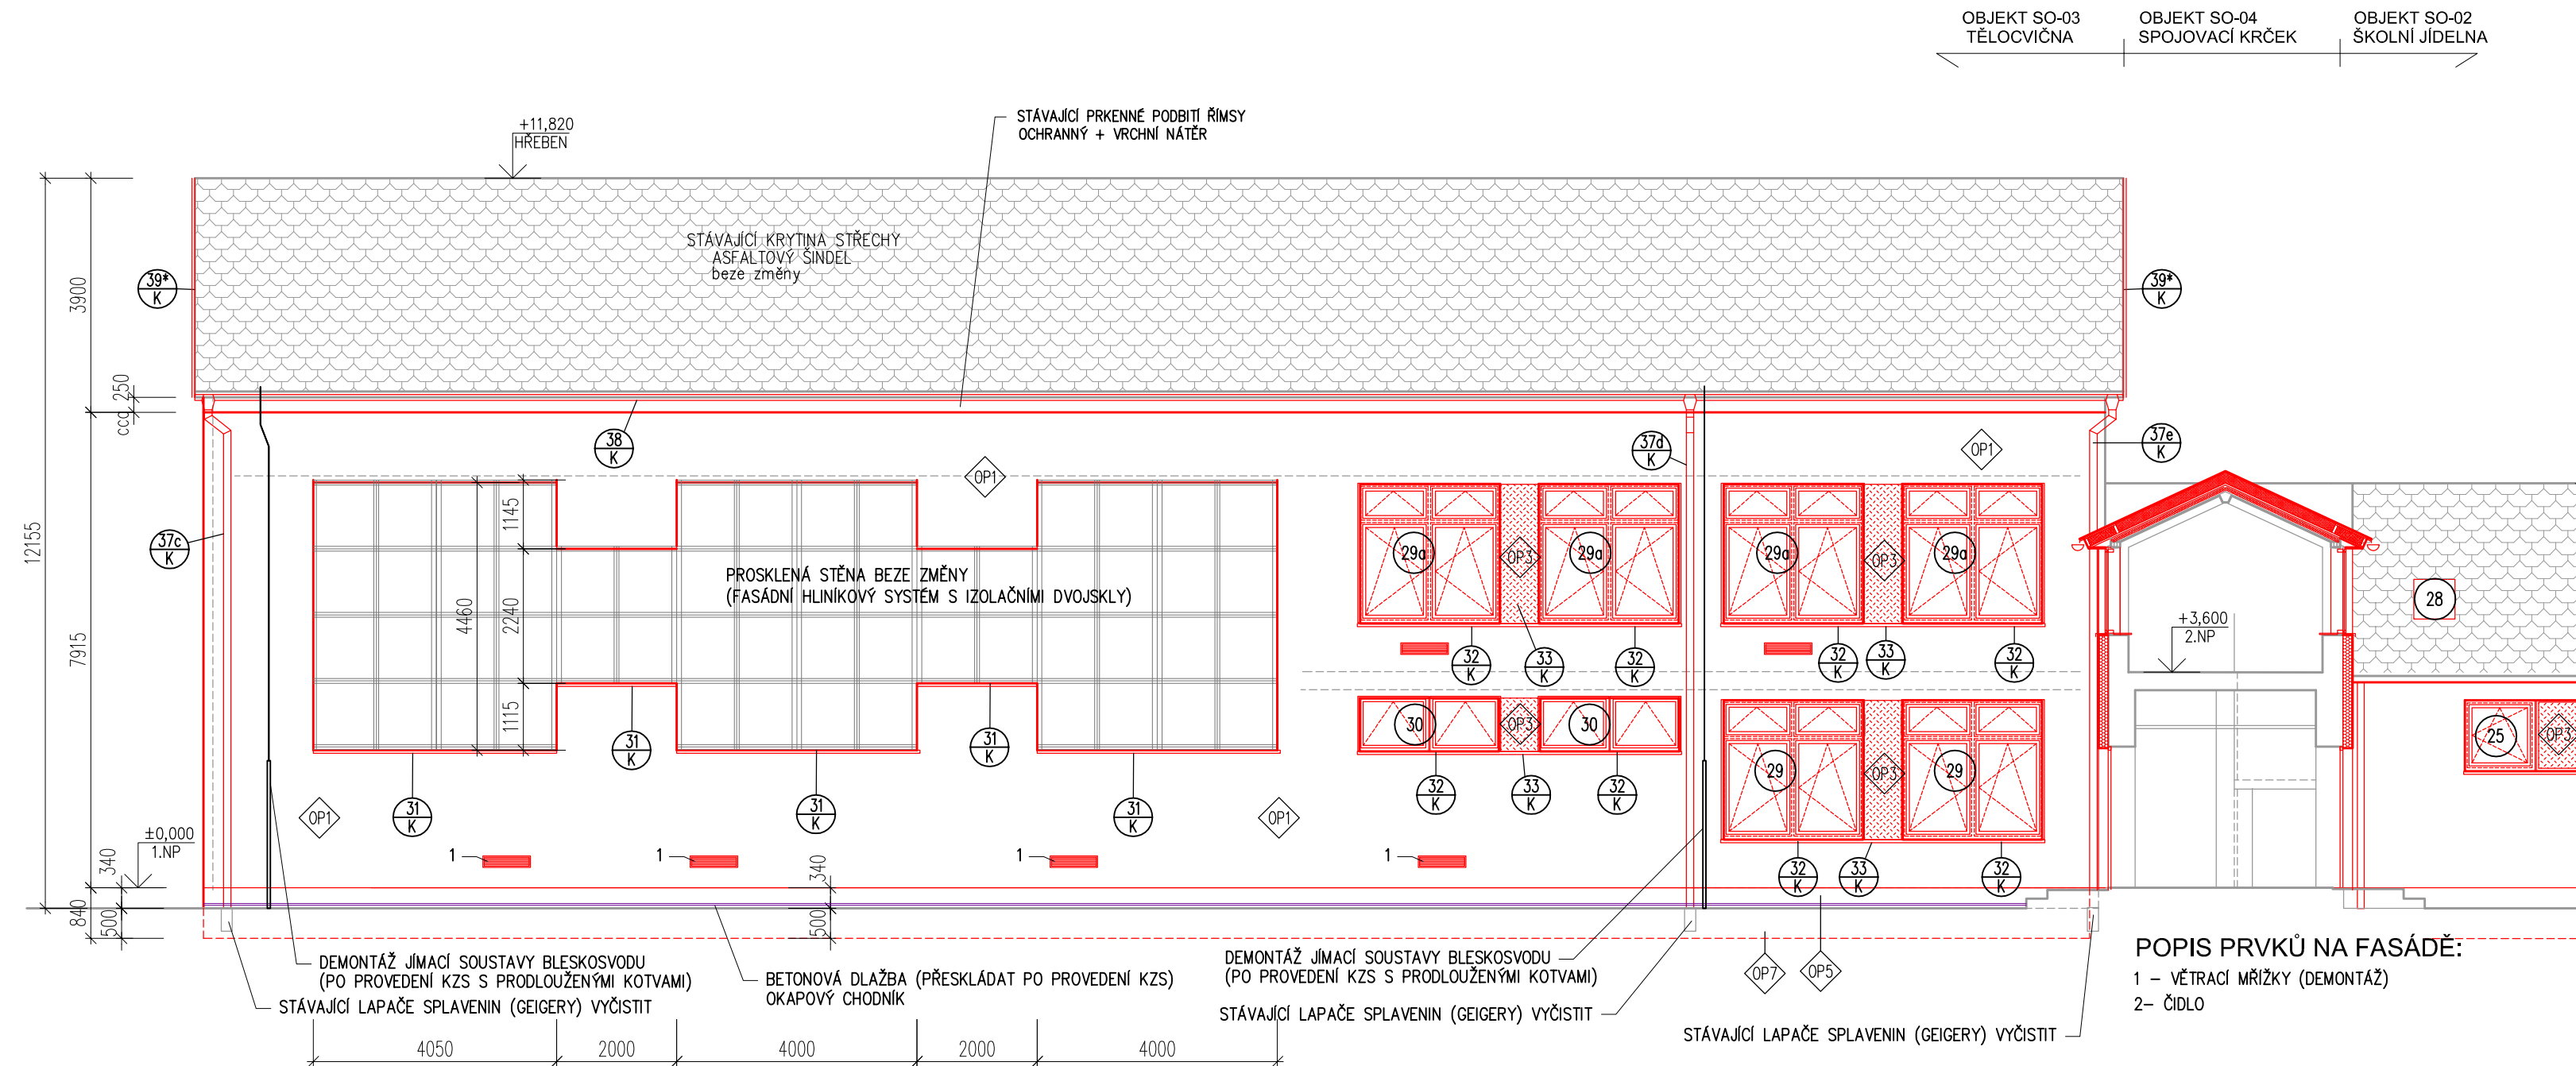 OBJEKT SO-03
TĚLOCVIČNA
OBJEKT SO-04
SPOJOVACÍ KRČEK
OBJEKT SO-02
ŠKOLNÍ JÍDELNA
STÁVAJÍCÍ PRKENNÉ PODBITÍ ŘÍMSY
OCHRANNÝ + VRCHNÍ NÁTĚR
+11,820
HŘEBEN
STÁVAJÍCÍ KRYTINA STŘECHY
ASFALTOVÝ ŠINDEL
beze změny
39*
K
39*
K
3900
cca 250
12155
7915
38
K
37d
K
37e
K
OP1
OP1
37c
K
1145
4460
2240
1115
PROSKLENÁ STĚNA BEZE ZMĚNY
(FASÁDNÍ HLINÍKOVÝ SYSTÉM S IZOLAČNÍMI DVOJSKLY)
29a
OP3
29a
29a
OP3
29a
28
+3,600
2.NP
32
K
33
K
32
K
32
K
33
K
32
K
30
OP3
30
25
OP3
31
K
31
K
29
OP3
29
32
K
33
K
32
K
31
K
31
K
31
K
OP1
OP1
±0,000
1.NP
1
1
1
1
32
K
33
K
32
K
340
840
500
340
500
DEMONTÁŽ JÍMACÍ SOUSTAVY BLESKOSVODU
(PO PROVEDENÍ KZS S PRODLOUŽENÝMI KOTVAMI)
STÁVAJÍCÍ LAPAČE SPLAVENIN (GEIGERY) VYČISTIT
BETONOVÁ DLAŽBA (PŘESKLÁDAT PO PROVEDENÍ KZS)
OKAPOVÝ CHODNÍK
DEMONTÁŽ JÍMACÍ SOUSTAVY BLESKOSVODU
(PO PROVEDENÍ KZS S PRODLOUŽENÝMI KOTVAMI)
STÁVAJÍCÍ LAPAČE SPLAVENIN (GEIGERY) VYČISTIT
OP7
OP5
STÁVAJÍCÍ LAPAČE SPLAVENIN (GEIGERY) VYČISTIT
POPIS PRVKŮ NA FASÁDĚ:
1 – VĚTRACÍ MŘÍŽKY (DEMONTÁŽ)
2– ČIDLO
4050
2000
4000
2000
4000